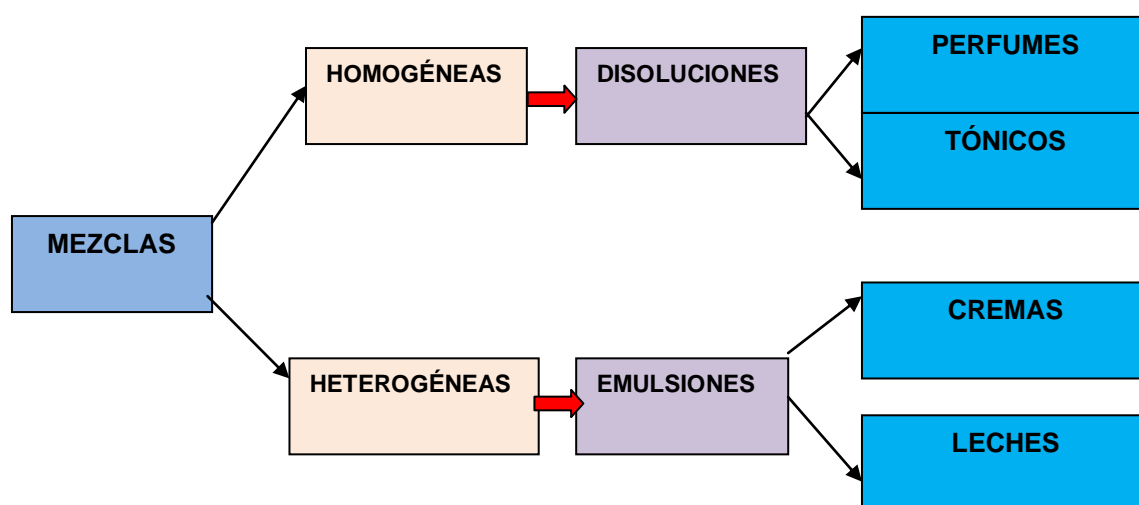 PERFUMES
HOMOGÉNEAS
DISOLUCIONES
TÓNICOS
MEZCLAS
CREMAS
HETEROGÉNEAS
EMULSIONES
LECHES